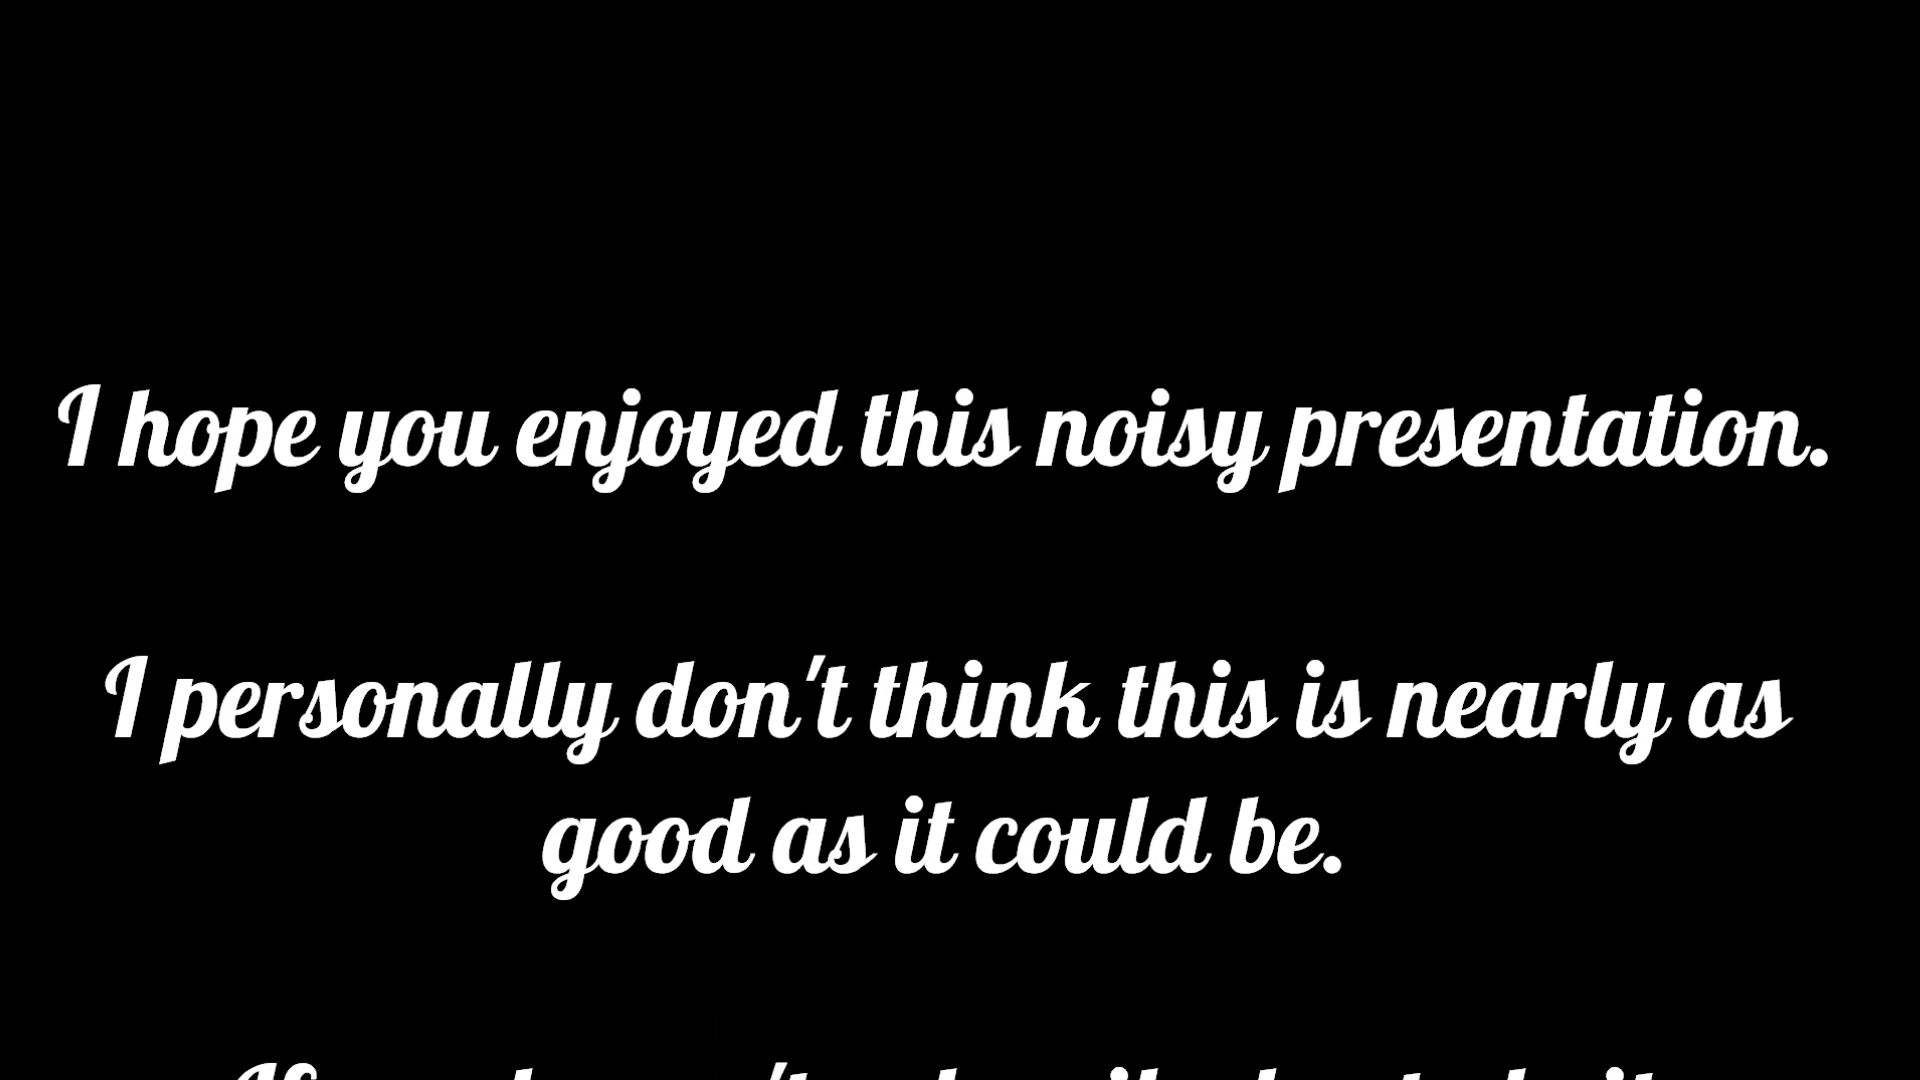 I hope you enjoyed this noisy presentation.
I personally don't think this is nearly as
good as it could be.